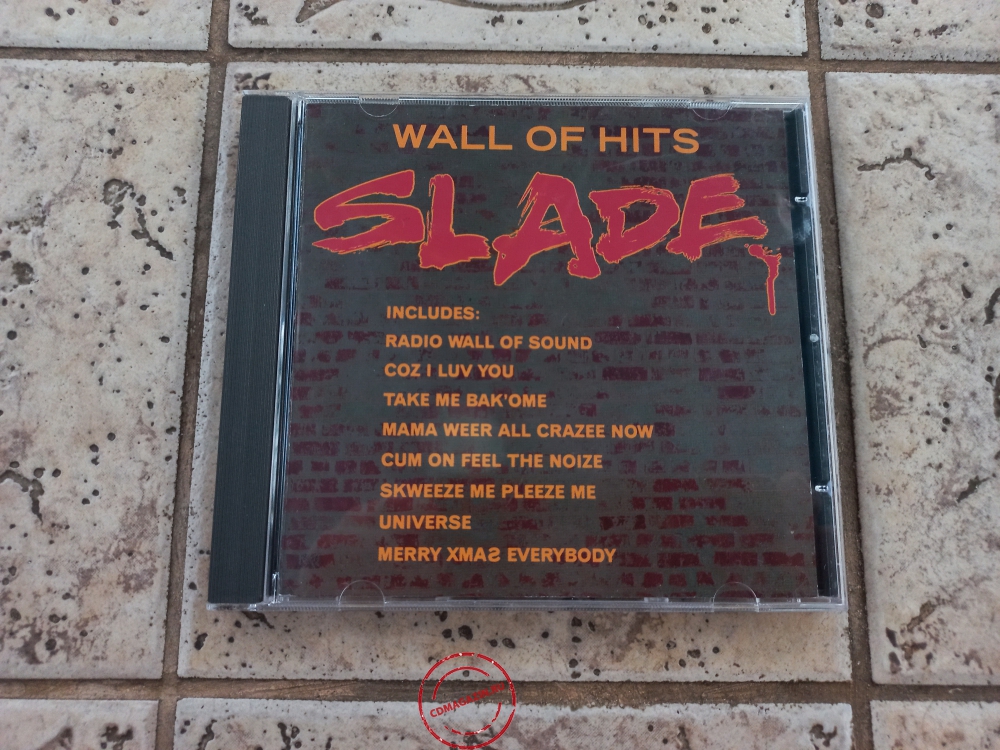 WALL OF HITS
SLADE
INCLUDES:
RADIO WALL OF SOUND
COZ I LUV YOU
TAKE ME BAK'OME
MAMA WEER ALL CRAZEE NOW
CUM ON FEEL THE NOIZE
SKWEEZE ME PLEEZE ME
UNIVERSE
MERRY XMAS EVERYBODY